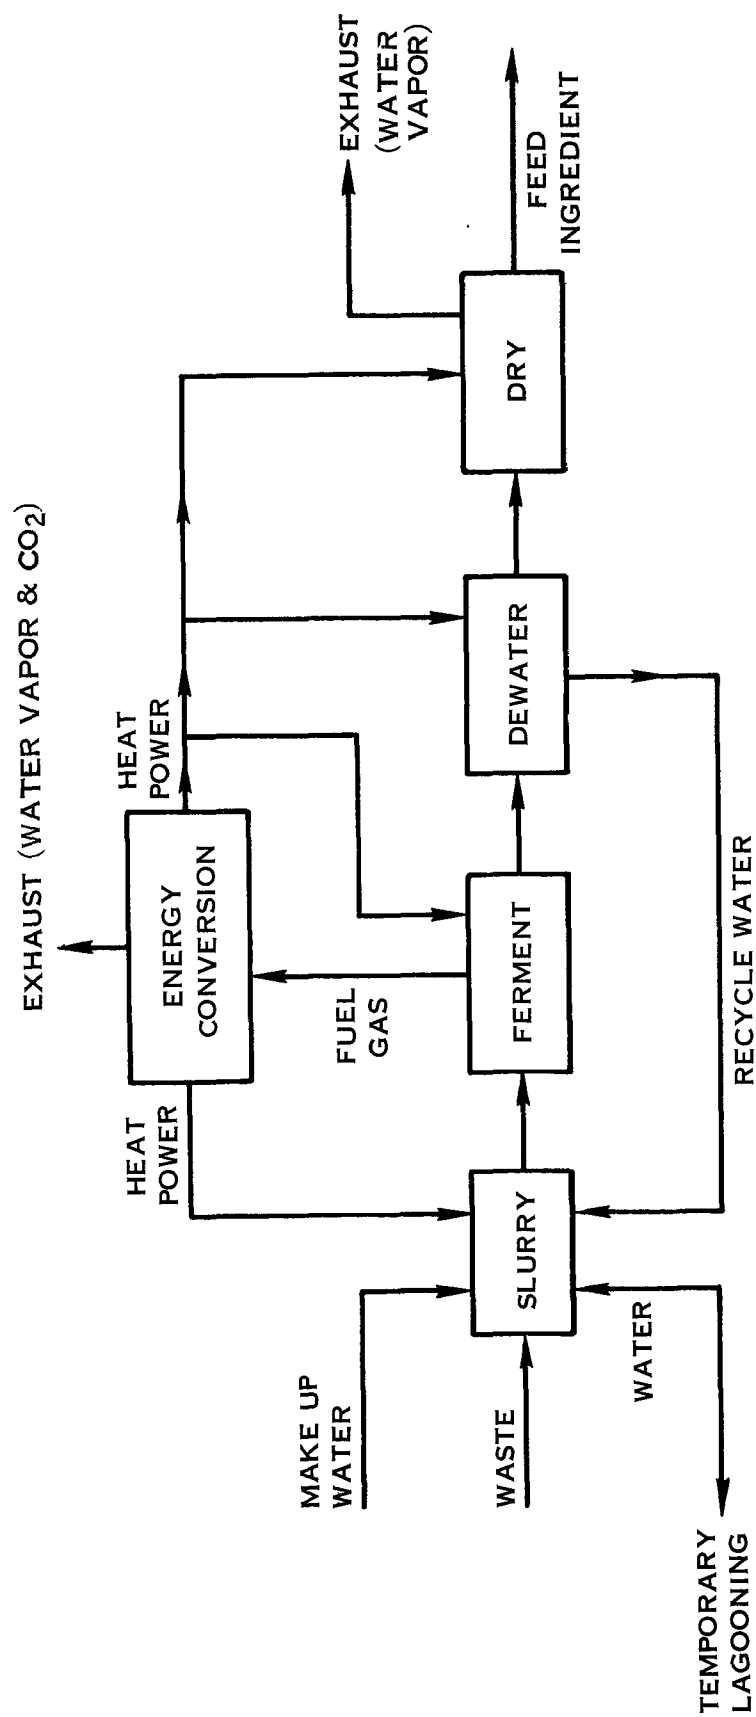 EXHAUST (WATER VAPOR & CO2)
HEAT
POWER
ENERGY
CONVERSION
HEAT
POWER
EXHAUST
(WATER
VAPOR)
FUEL
GAS
MAKE UP
WATER
WASTE
SLURRY
FERMENT
DEWATER
DRY
FEED
INGREDIENT
WATER
TEMPORARY
LAGOONING
RECYCLE WATER